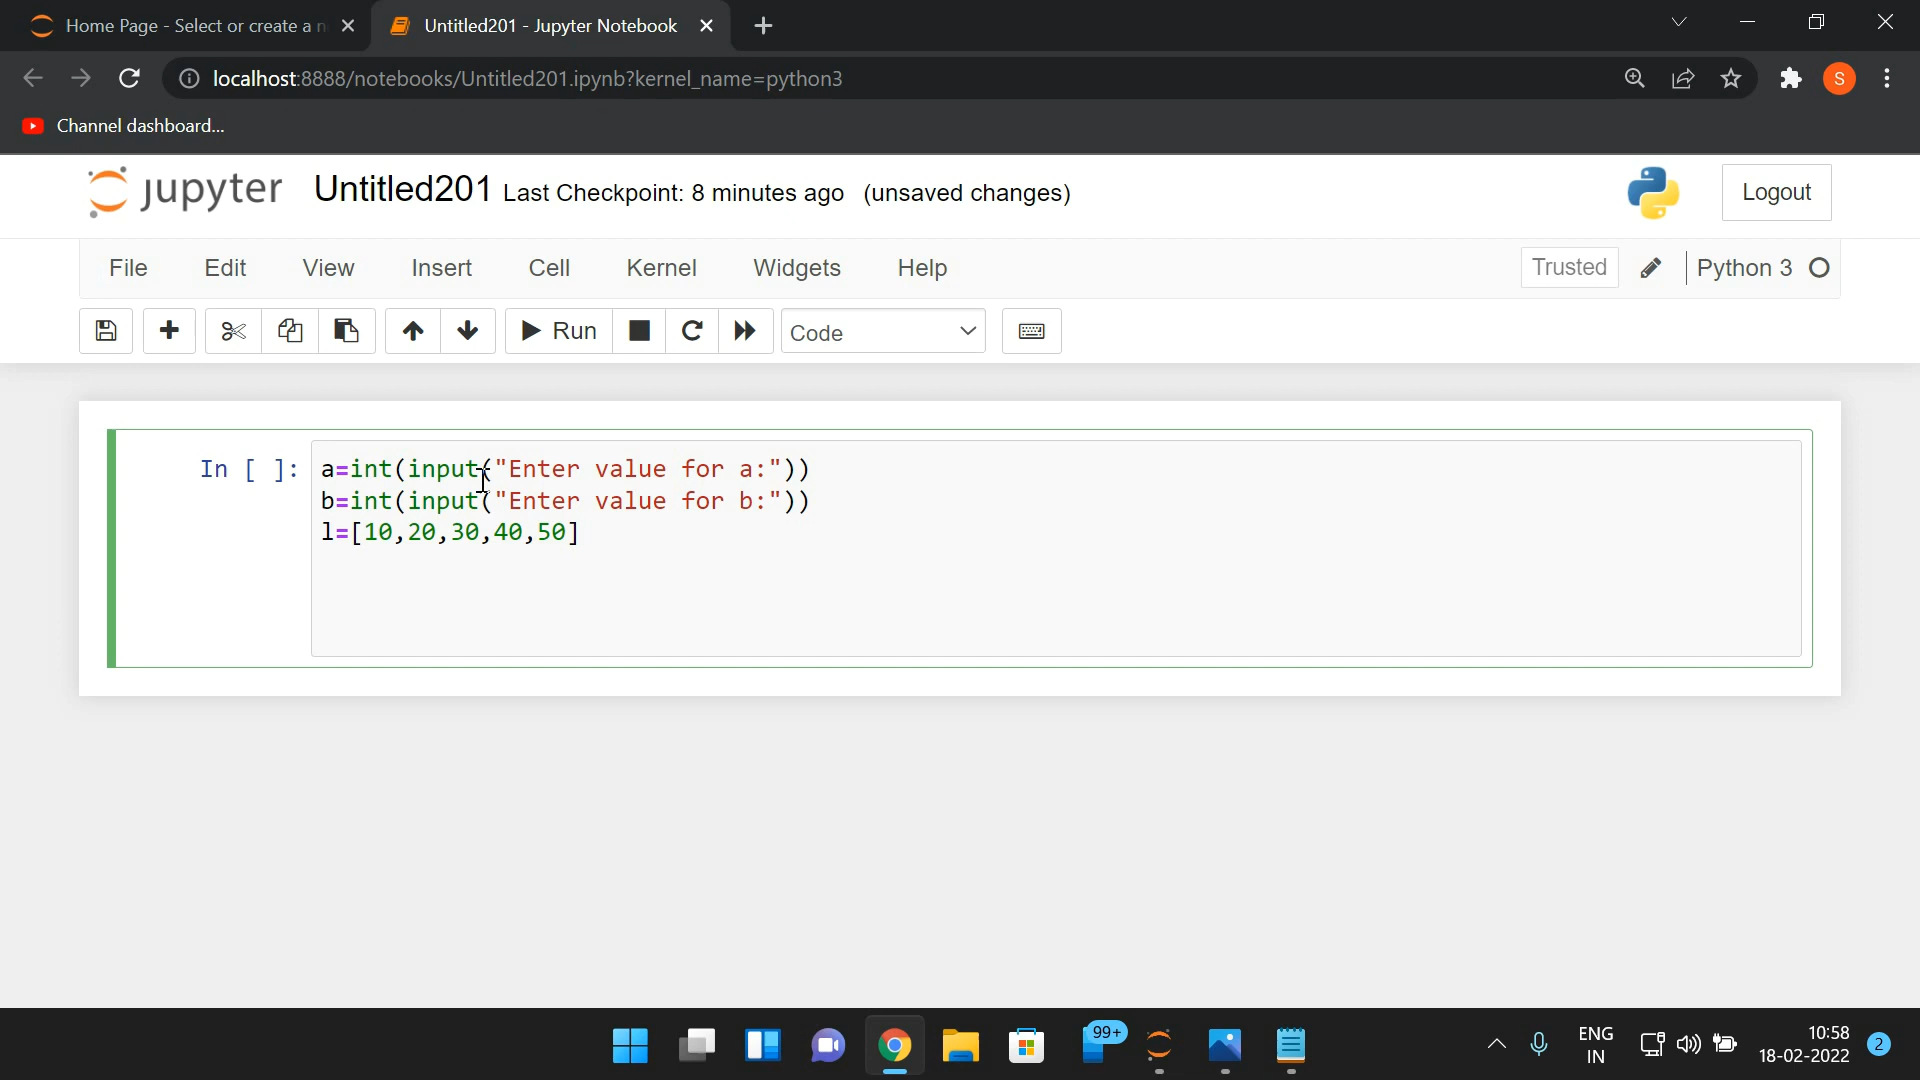 Home Page - Select or create a n
Untitled201 - Jupyter Notebook
localhost:8888/notebooks/Untitled201.ipynb?kernel_name=python3
S
Channel dashboard...
jupyter Untitled201 Last Checkpoint: 8 minutes ago (unsaved changes)
Logout
File Edit View Insert Cell Kernel Widgets Help
Trusted Python 3
Run Code
In [ ]: a=int(input("Enter value for a:"))
b=int(input("Enter value for b:"))
l=[10,20,30,40,50]
99+
ENG
IN
10:58
18-02-2022
2